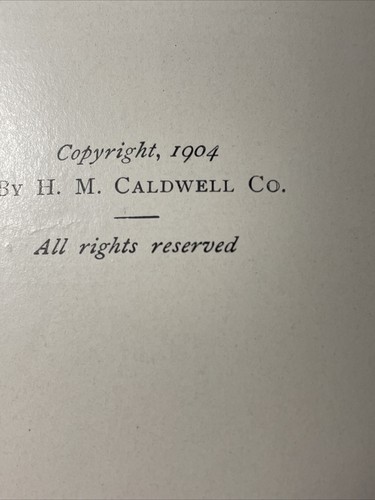 Copyright, 1904
By H. M. Caldwell Co.
All rights reserved